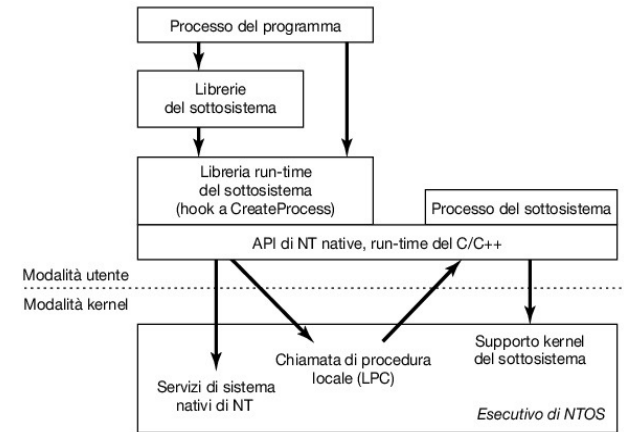 Processo del programma
Librerie
del sottosistema
Libreria run-time
del sottosistema
(hook a CreateProcess)
Processo del sottosistema
API di NT native, run-time del C/C++
Modalità utente
Modalità kernel
Servizi di sistema
nativi di NT
Chiamata di procedura
locale (LPC)
Supporto kernel
del sottosistema
Esecutivo di NTOS